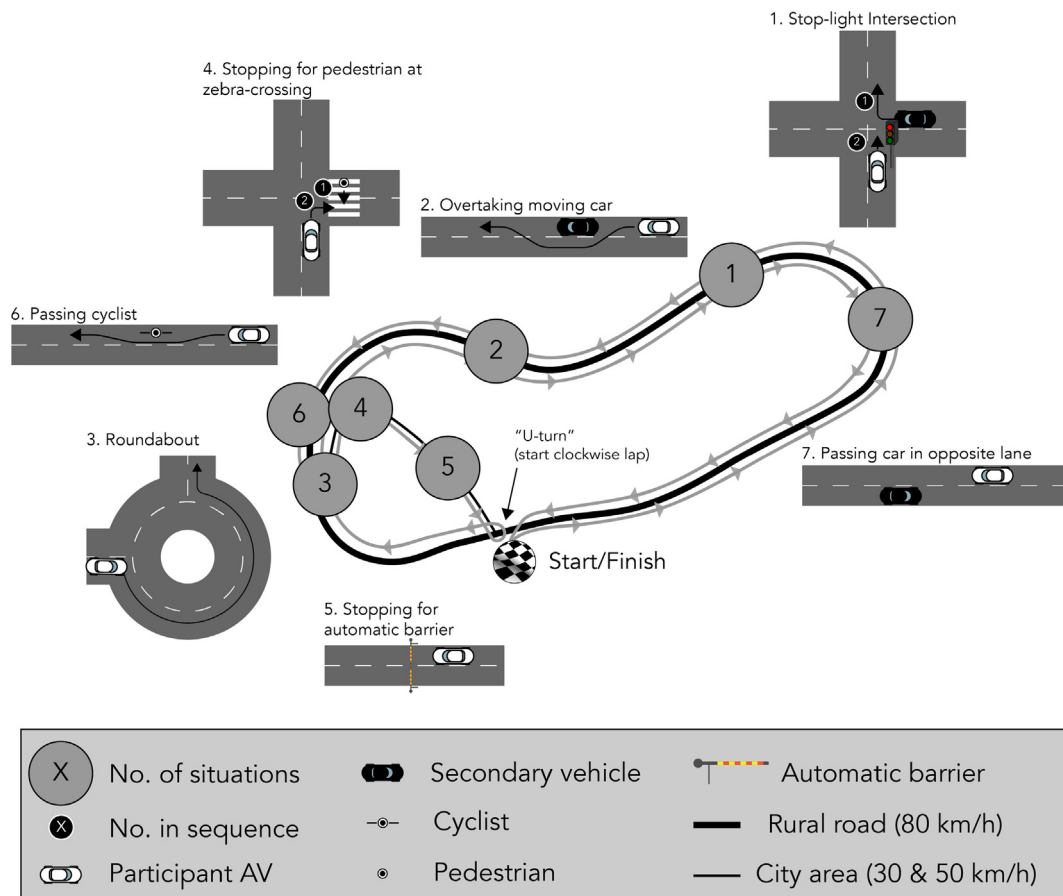 1. Stop-light Intersection
1
2
4. Stopping for pedestrian at
zebra-crossing
1
2
2. Overtaking moving car
6. Passing cyclist
1
7
2
6
4
5
3
"U-turn"
(start clockwise lap)
3. Roundabout
7. Passing car in opposite lane
Start/Finish
5. Stopping for
automatic barrier
X No. of situations
Secondary vehicle
Automatic barrier
X No. in sequence
Cyclist
Rural road (80 km/h)
Participant AV
Pedestrian
City area (30 & 50 km/h)